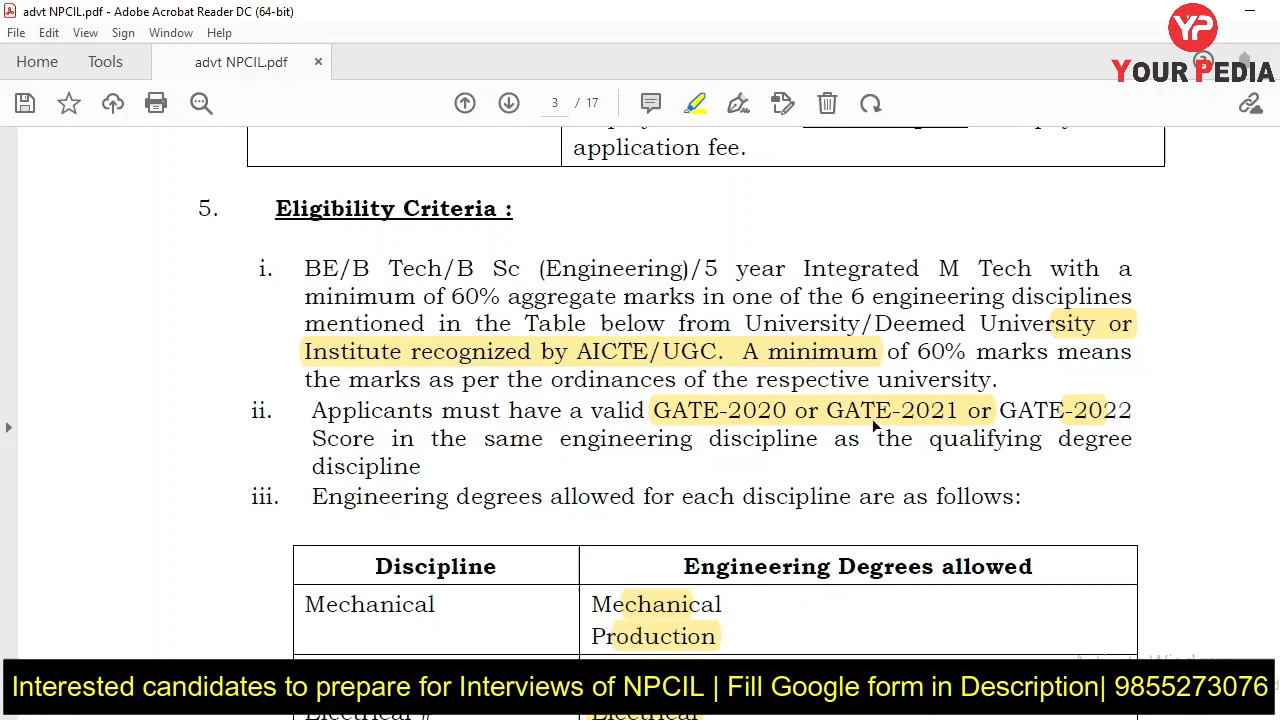 advt NPCIL.pdf - Adobe Acrobat Reader DC (64-bit)
File Edit View Sign Window Help
YP
YOUR PEDIA
Home Tools advt NPCIL.pdf ×
3 / 17
application fee.
5. Eligibility Criteria :
i. BE/B Tech/B Sc (Engineering)/5 year Integrated M Tech with a
minimum of 60% aggregate marks in one of the 6 engineering disciplines
mentioned in the Table below from University/Deemed University or
Institute recognized by AICTE/UGC. A minimum of 60% marks means
the marks as per the ordinances of the respective university.
ii. Applicants must have a valid GATE-2020 or GATE-2021 or GATE-2022
Score in the same engineering discipline as the qualifying degree
discipline
iii. Engineering degrees allowed for each discipline are as follows:
Discipline Engineering Degrees allowed
Mechanical Mechanical
Production
Interested candidates to prepare for Interviews of NPCIL | Fill Google form in Description| 9855273076
Electrical # Electrical